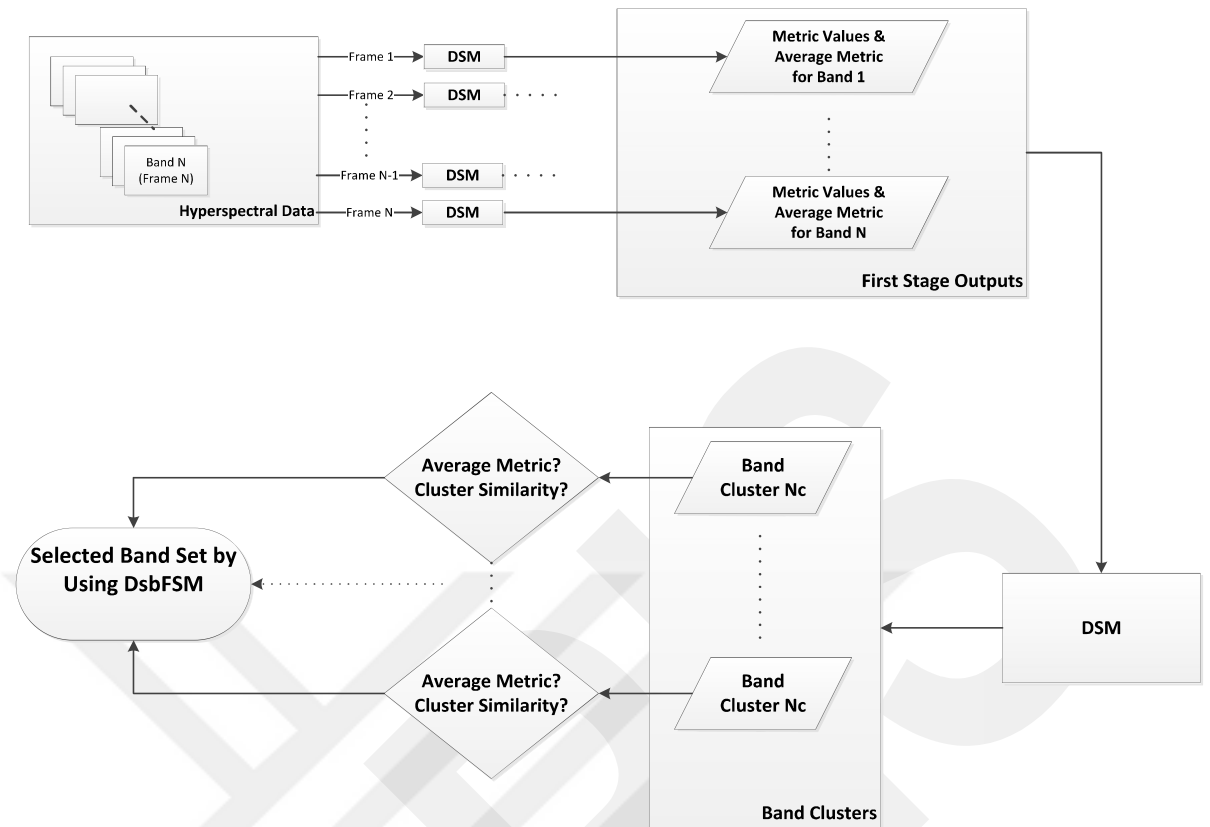 Frame 1
DSM
Metric Values &
Average Metric
for Band 1
Frame 2
DSM
Band N
(Frame N)
Frame N-1
DSM
Hyperspectral Data
Frame N
DSM
Metric Values &
Average Metric
for Band N
First Stage Outputs
Average Metric?
Cluster Similarity?
Band
Cluster Nc
Selected Band Set by
Using DsbFSM
DSM
Average Metric?
Cluster Similarity?
Band
Cluster Nc
Band Clusters